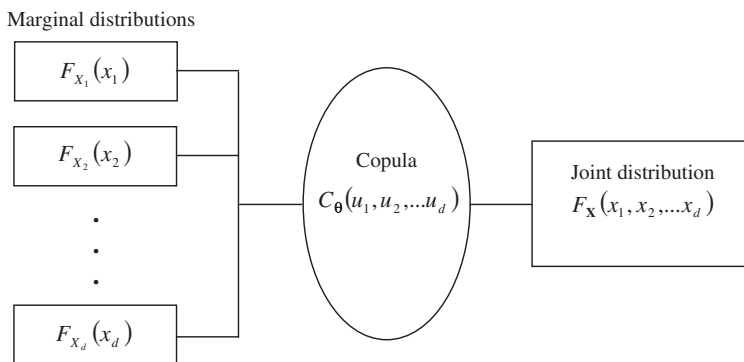 Marginal distributions
F_{X_1}(x_1)
F_{X_2}(x_2)
Copula
C_θ(u_1, u_2,...u_d)
Joint distribution
F_X(x_1, x_2,...x_d)
F_{X_d}(x_d)